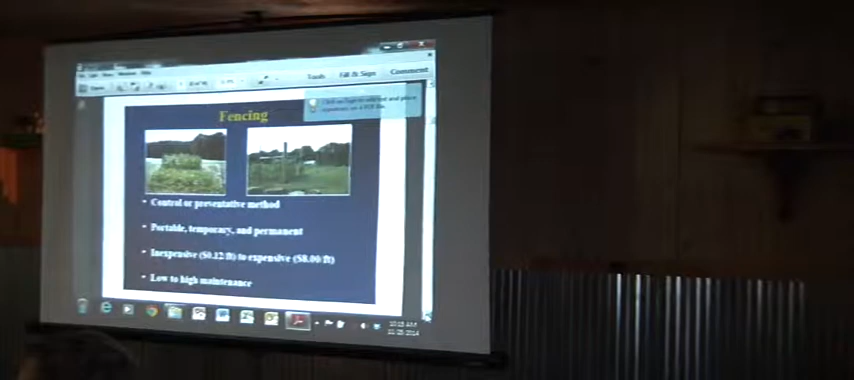 Tools Fill & Sign Comment
Fencing
• Control or preventative method
• Portable, temporary, and permanent
• Inexpensive ($0.12/ft) to expensive ($8.00/ft)
• Low to high maintenance